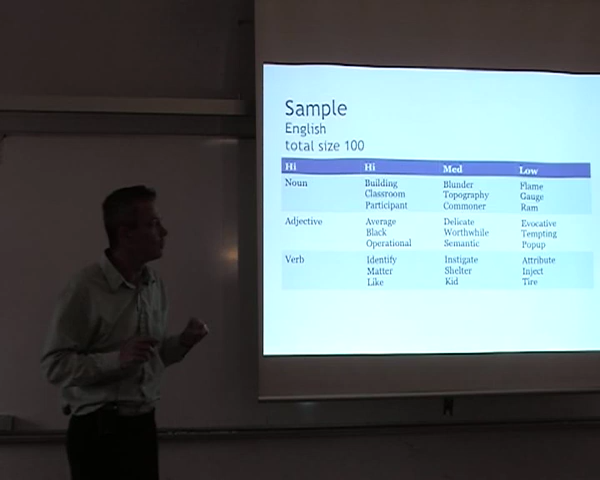 Sample
English
total size 100
Hi Hi Med Low
Noun Building Blunder Flame
Classroom Topography Gauge
Participant Commoner Ram
Adjective Average Delicate Evocative
Black Worthwhile Tempting
Operational Semantic Popup
Verb Identify Instigate Attribute
Matter Shelter Inject
Like Kid Tire